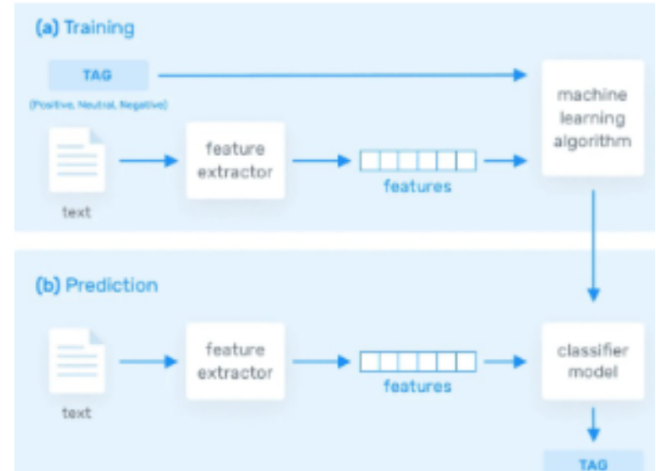 (a) Training
TAG
(Positive, Neutral, Negative)
text
feature
extractor
features
machine
learning
algorithm
(b) Prediction
text
feature
extractor
features
classifier
model
TAG